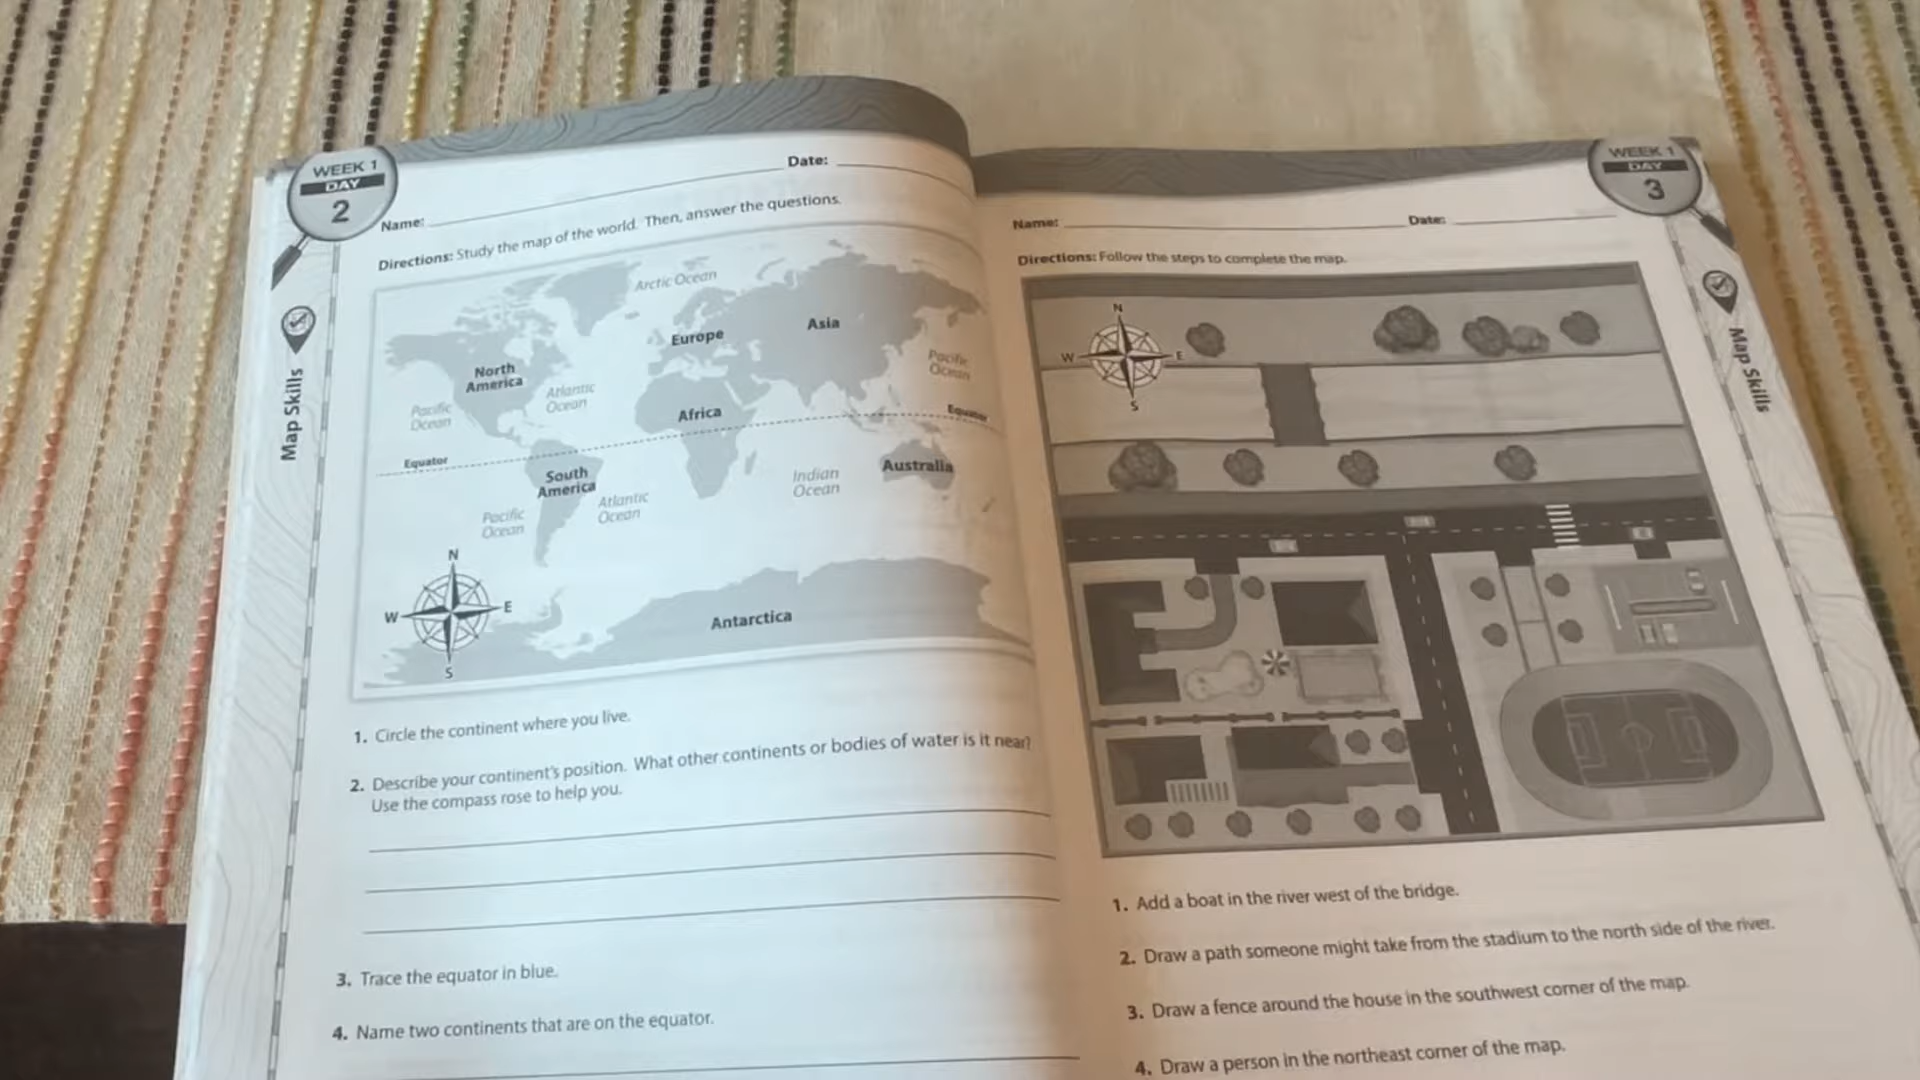 WEEK 1
DAY
2
Name:
Date:
Directions: Study the map of the world. Then, answer the questions.
Map Skills
Arctic Ocean
Europe
Asia
North
America
Atlantic
Ocean
Pacific
Ocean
Pacific
Ocean
Africa
Equator
Equator
South
America
Indian
Ocean
Australia
Atlantic
Ocean
Pacific
Ocean
N
W
E
S
Antarctica
1. Circle the continent where you live.
2. Describe your continent's position. What other continents or bodies of water is it near?
Use the compass rose to help you.
3. Trace the equator in blue.
4. Name two continents that are on the equator.
WEEK 1
DAY
3
Name:
Date:
Directions: Follow the steps to complete the map.
Map Skills
N
W
E
S
1. Add a boat in the river west of the bridge.
2. Draw a path someone might take from the stadium to the north side of the river.
3. Draw a fence around the house in the southwest corner of the map.
4. Draw a person in the northeast corner of the map.